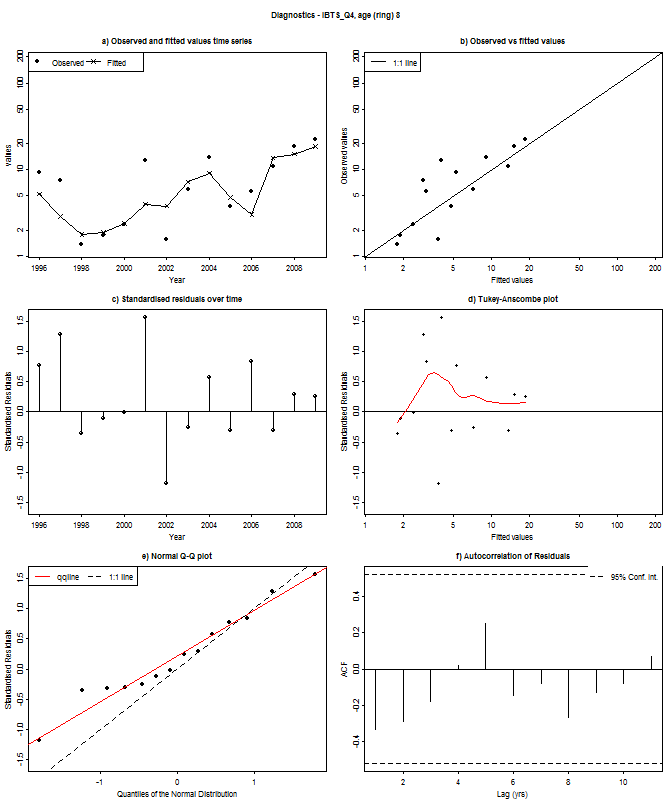 Diagnostics - IBTS_Q4, age (ring) 8
a) Observed and fitted values time series
values
200
100
50
20
10
5
2
1
Observed Fitted
1996 1998 2000 2002 2004 2006 2008
Year
b) Observed vs fitted values
Observed values
200
100
50
20
10
5
2
1
1:1 line
1 2 5 10 20 50 100 200
Fitted values
c) Standardised residuals over time
Standardised Residuals
1.5
1.0
0.5
0.0
-0.5
-1.0
-1.5
1996 1998 2000 2002 2004 2006 2008
Year
d) Tukey-Anscombe plot
Standardised Residuals
1.5
1.0
0.5
0.0
-0.5
-1.0
-1.5
1 2 5 10 20 50 100 200
Fitted values
e) Normal Q-Q plot
Standardised Residuals
1.5
1.0
0.5
0.0
-0.5
-1.0
-1.5
qqline 1:1 line
-1 0 1
Quantiles of the Normal Distribution
f) Autocorrelation of Residuals
ACF
0.4
0.2
0.0
-0.2
-0.4
95% Conf. Int.
2 4 6 8 10
Lag (yrs)